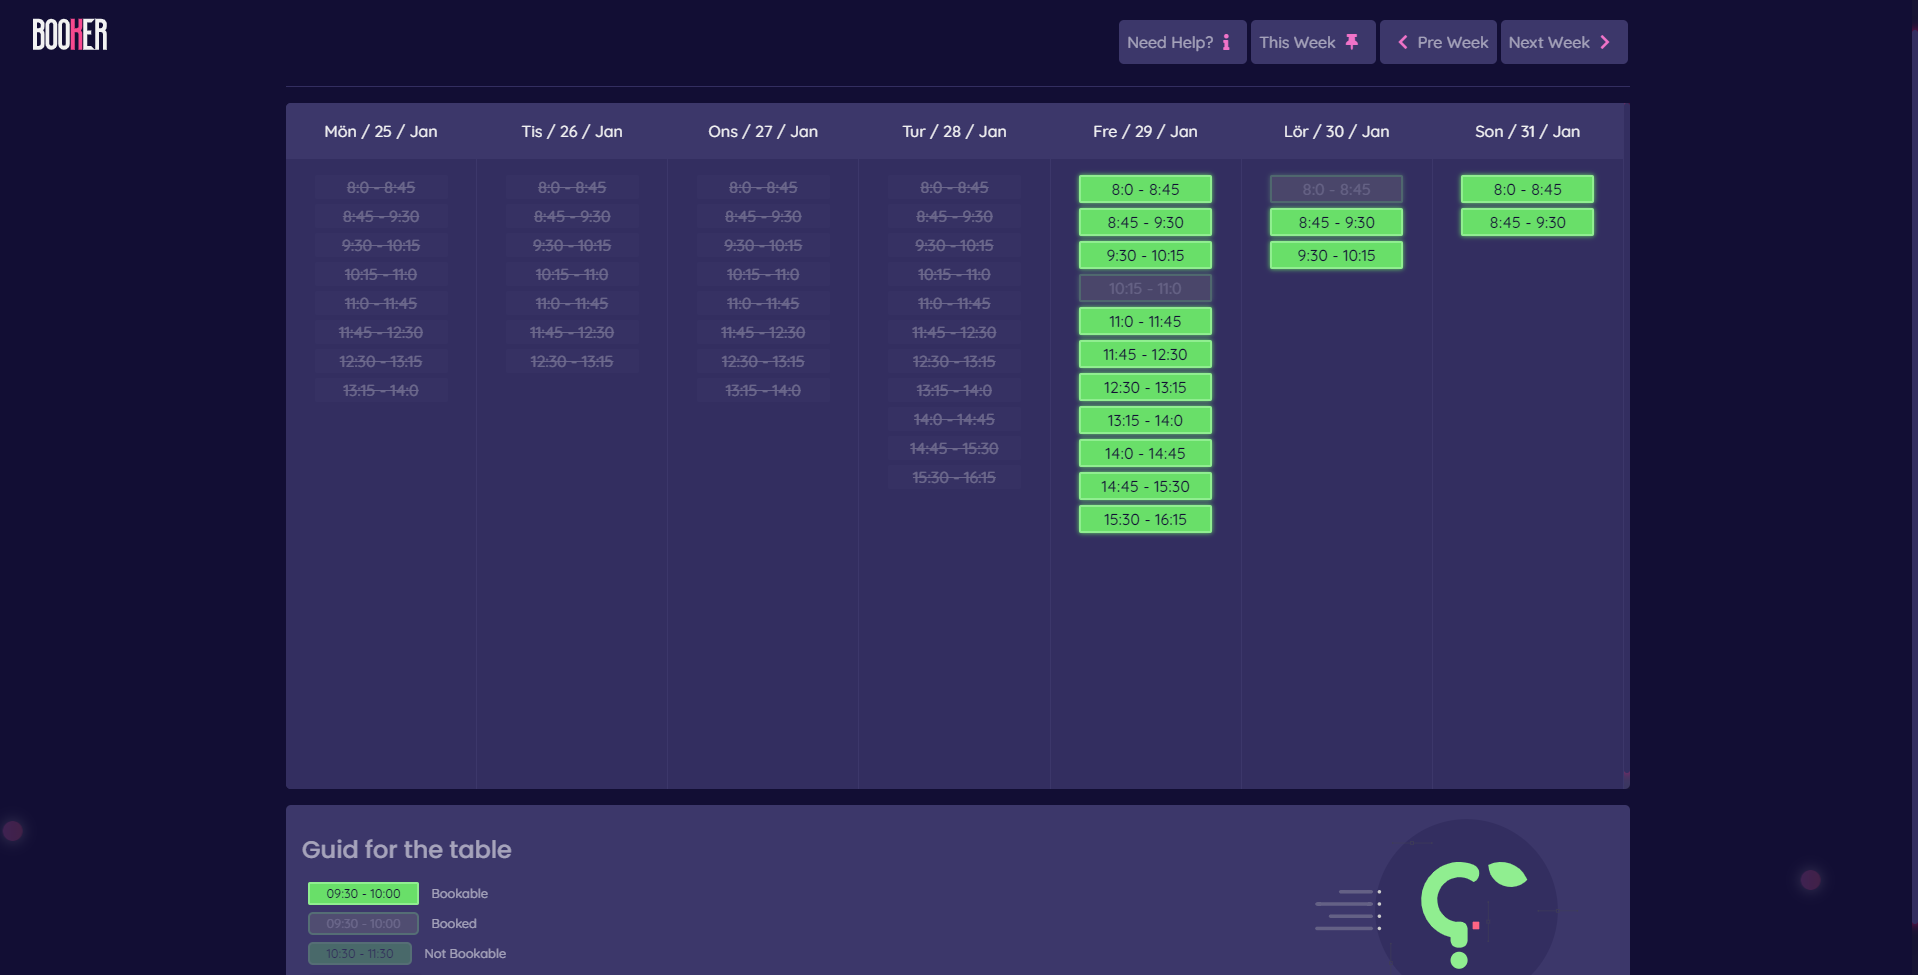 BOOKER
Need Help? This Week Pre Week Next Week
Mön / 25 / Jan Tis / 26 / Jan Ons / 27 / Jan Tur / 28 / Jan Fre / 29 / Jan Lör / 30 / Jan Son / 31 / Jan
8:0 - 8:45 8:0 - 8:45 8:0 - 8:45 8:0 - 8:45 8:0 - 8:45 8:0 - 8:45 8:0 - 8:45
8:45 - 9:30 8:45 - 9:30 8:45 - 9:30 8:45 - 9:30 8:45 - 9:30 8:45 - 9:30 8:45 - 9:30
9:30 - 10:15 9:30 - 10:15 9:30 - 10:15 9:30 - 10:15 9:30 - 10:15 9:30 - 10:15
10:15 - 11:0 10:15 - 11:0 10:15 - 11:0 10:15 - 11:0 10:15 - 11:0
11:0 - 11:45 11:0 - 11:45 11:0 - 11:45 11:0 - 11:45 11:0 - 11:45
11:45 - 12:30 11:45 - 12:30 11:45 - 12:30 11:45 - 12:30 11:45 - 12:30
12:30 - 13:15 12:30 - 13:15 12:30 - 13:15 12:30 - 13:15 12:30 - 13:15
13:15 - 14:0 13:15 - 14:0 13:15 - 14:0 13:15 - 14:0
14:0 - 14:45 14:0 - 14:45
14:45 - 15:30 14:45 - 15:30
15:30 - 16:15 15:30 - 16:15
Guid for the table
09:30 - 10:00 Bookable
09:30 - 10:00 Booked
10:30 - 11:30 Not Bookable